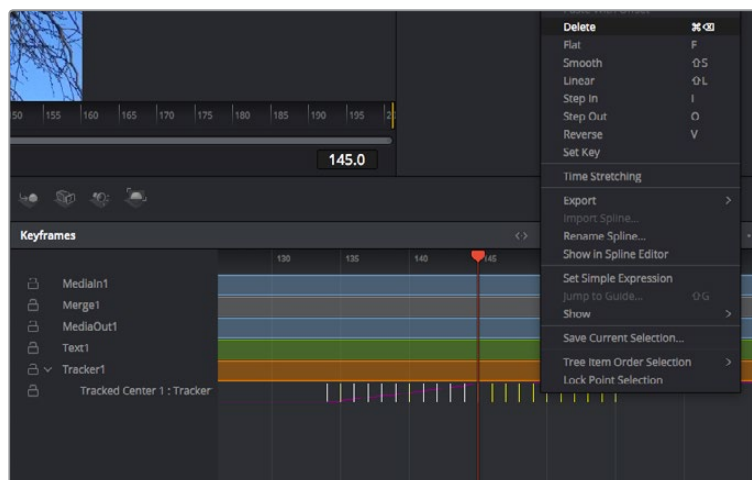 Delete ⌘⌫
Flat F
Smooth ⇧S
Linear ⇧L
Step In I
Step Out O
Reverse V
Set Key
Time Stretching
Export >
Import Spline...
Rename Spline...
Show in Spline Editor
Set Simple Expression
Jump to Guide... ⇧G
Show >
Save Current Selection...
Tree Item Order Selection >
Lock Point Selection
50 155 160 165 170 175 180 185 190 195
145.0
Keyframes
130 135 140 145
MediaIn1
Merge1
MediaOut1
Text1
Tracker1
Tracked Center 1 : Tracker